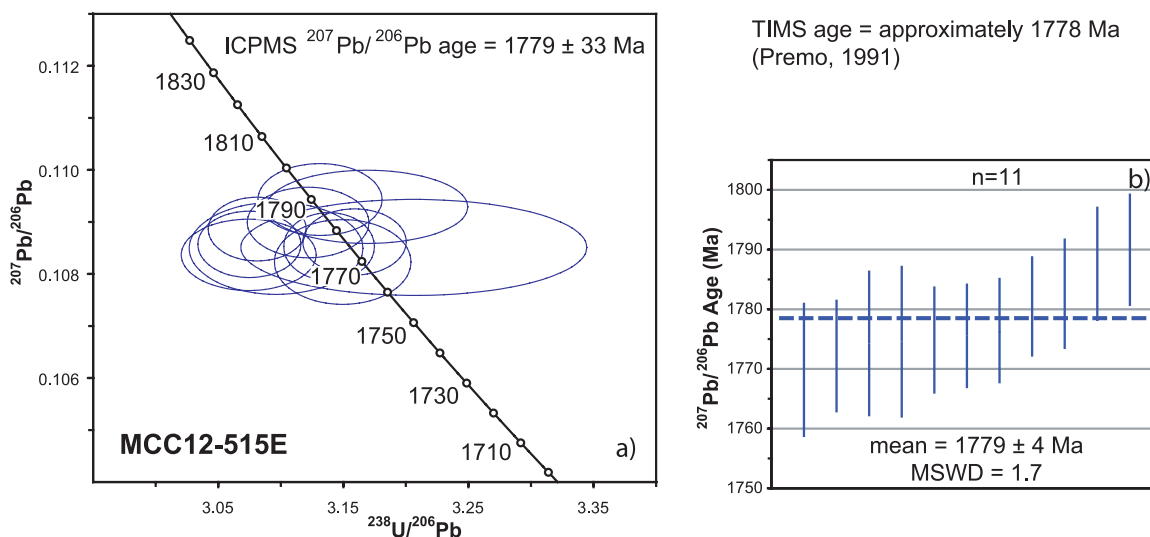 ICPMS ²⁰⁷Pb/²⁰⁶Pb age = 1779 ± 33 Ma
0.112
0.110
0.108
0.106
²⁰⁷Pb/²⁰⁶Pb
1830
1810
1790
1770
1750
1730
1710
MCC12-515E
a)
3.05
3.15
3.25
3.35
²³⁸U/²⁰⁶Pb
TIMS age = approximately 1778 Ma
(Premo, 1991)
n=11
b)
1800
1790
1780
1770
1760
1750
²⁰⁷Pb/²⁰⁶Pb Age (Ma)
mean = 1779 ± 4 Ma
MSWD = 1.7